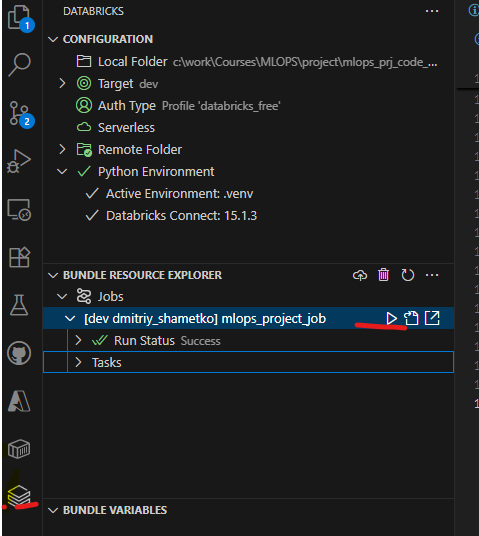 DATABRICKS
CONFIGURATION
Local Folder c:\work\Courses\MLOPS\project\mlops_prj_code_...
Target dev
Auth Type Profile 'databricks_free'
Serverless
Remote Folder
Python Environment
Active Environment: .venv
Databricks Connect: 15.1.3
BUNDLE RESOURCE EXPLORER
Jobs
[dev dmitriy_shametko] mlops_project_job
Run Status Success
Tasks
BUNDLE VARIABLES
1
2